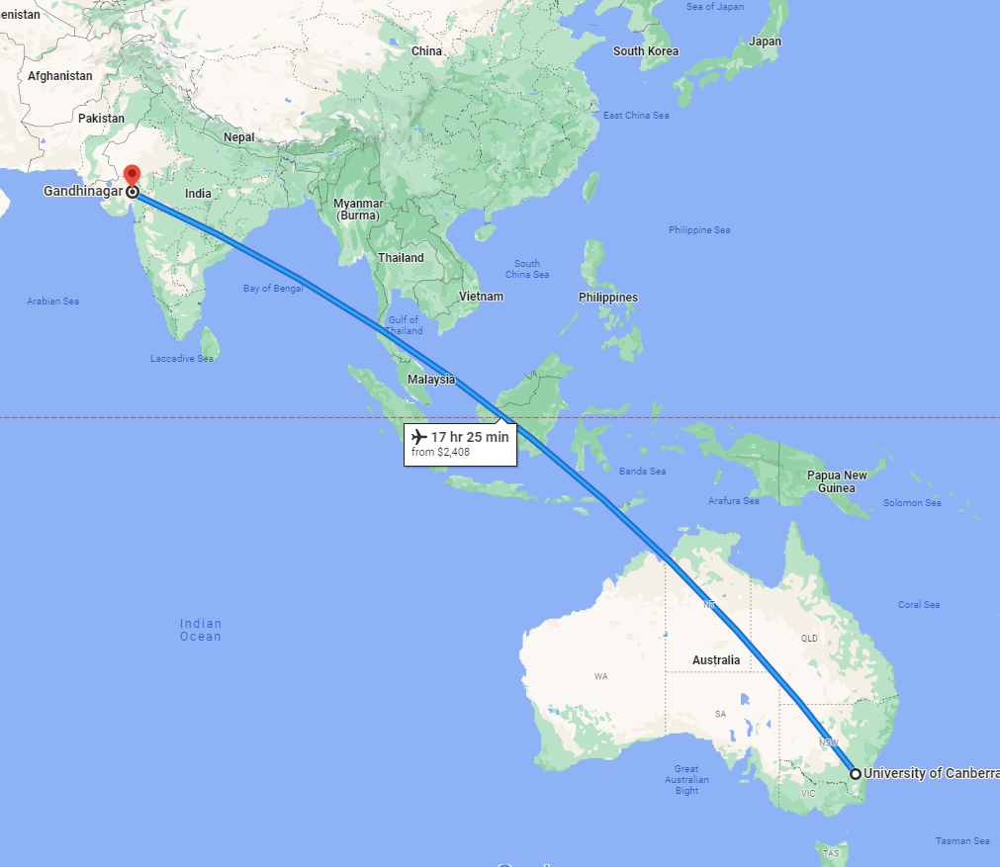 enistan
Sea of Japan
Japan
South Korea
China
Afghanistan
Pakistan
East China Sea
Nepal
Gandhinagar
India
Myanmar
(Burma)
Philippine Sea
Thailand
South
China Sea
Bay of Bengal
Vietnam
Philippines
Arabian Sea
Gulf of
Thailand
Laccadive Sea
Malaysia
17 hr 25 min
from $2,408
Banda Sea
Papua New
Guinea
Arafura Sea
Solomon Sea
NT
Coral Sea
Indian
Ocean
QLD
Australia
WA
SA
NSW
Great
Australian
Bight
University of Canberra
VIC
Tasman Sea
TAS